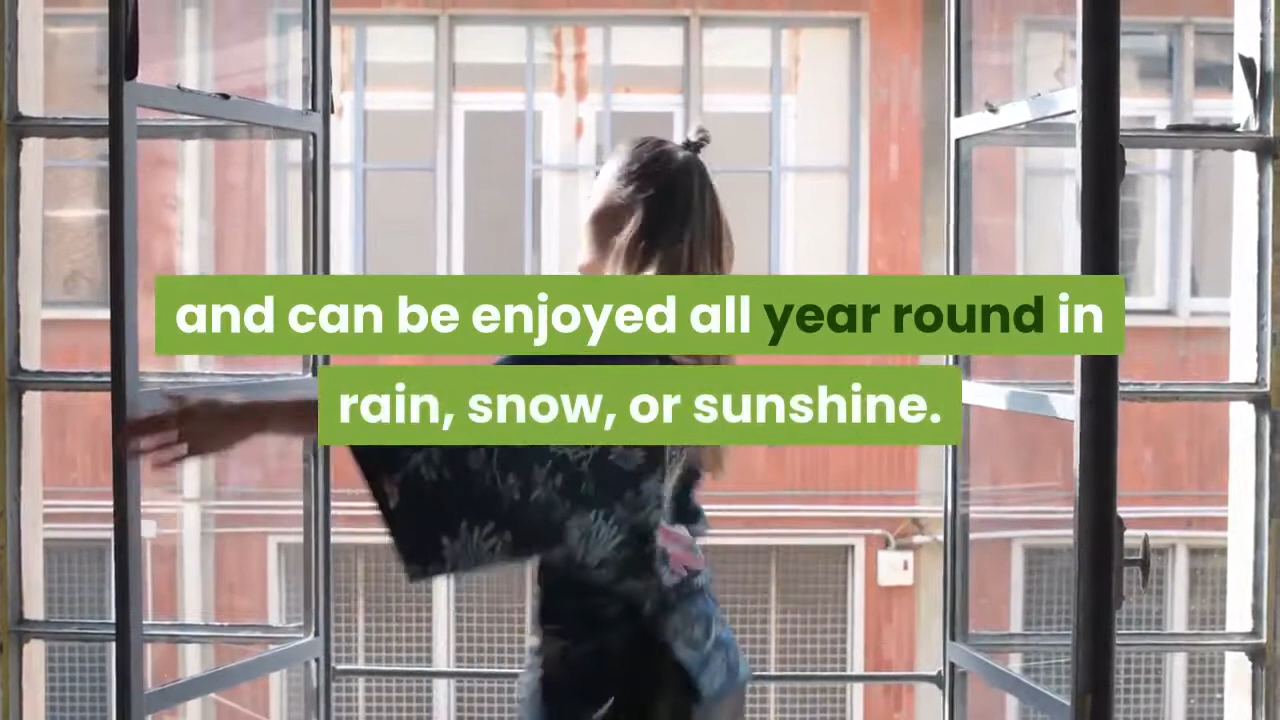 and can be enjoyed all year round in
rain, snow, or sunshine.